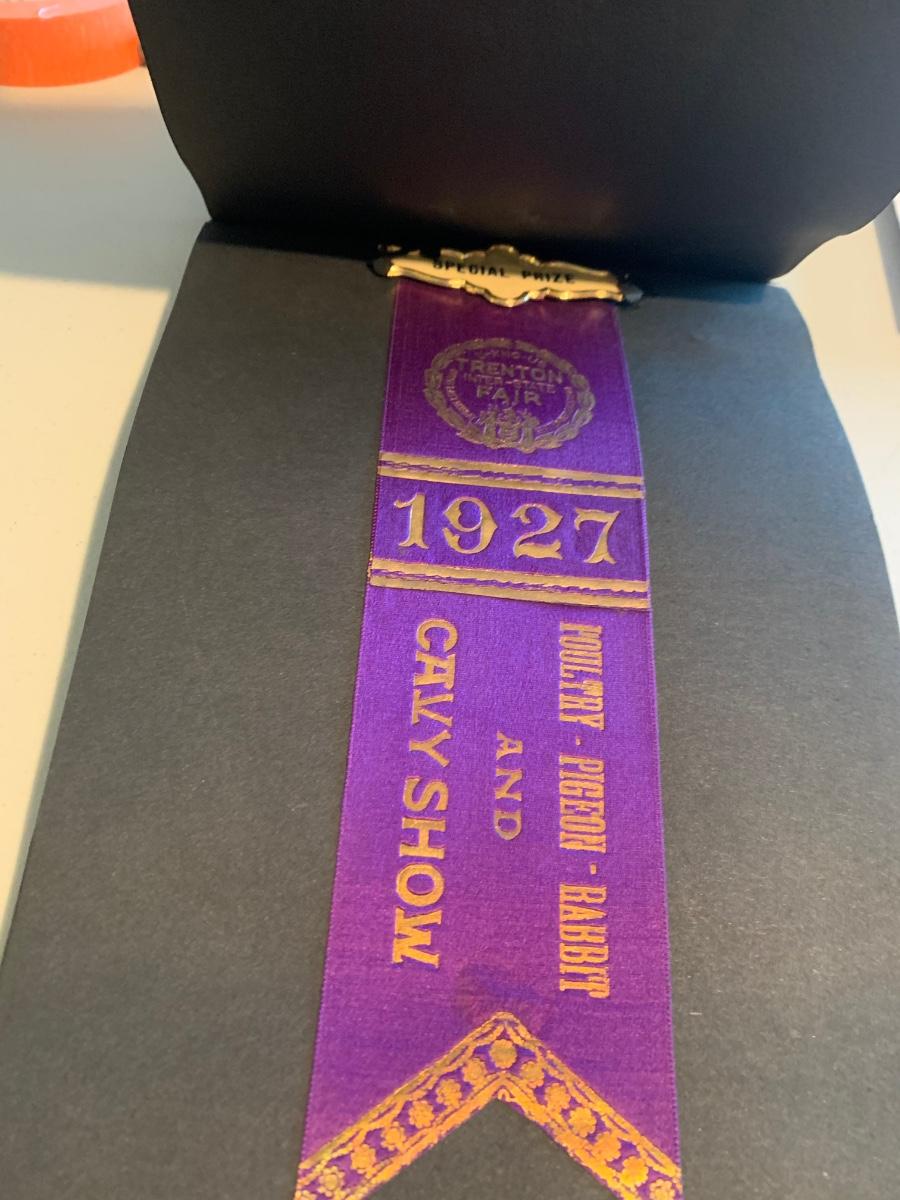 SPECIAL PRIZE
TRENTON
INTER-STATE
FAIR
1927
POULTRY - PIGEON - RABBIT
AND
CAVY SHOW